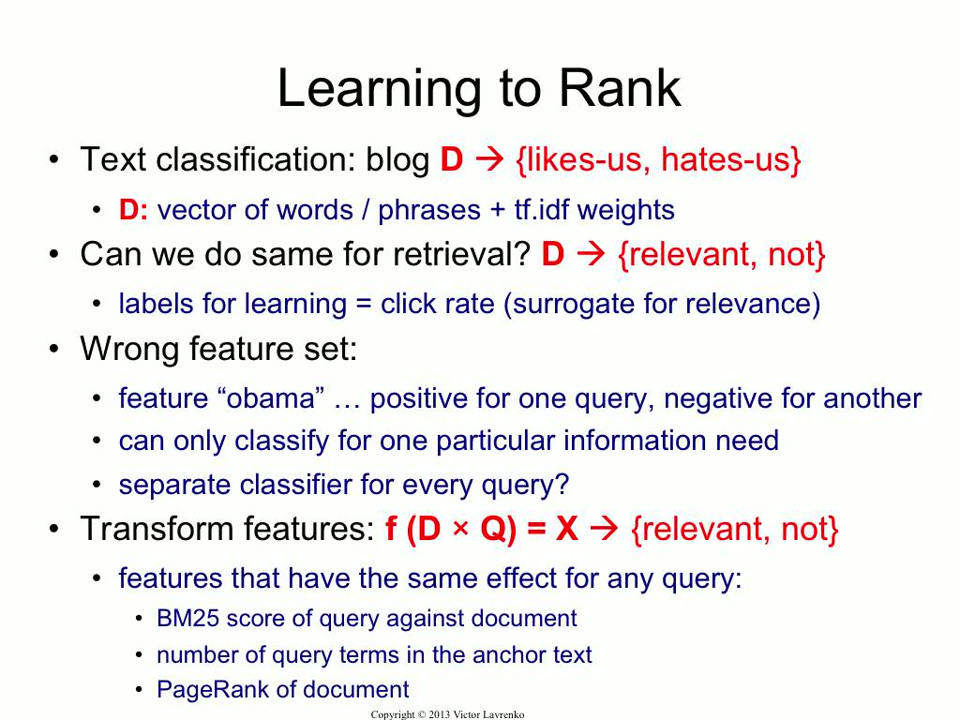 Learning to Rank
• Text classification: blog D → {likes-us, hates-us}
• D: vector of words / phrases + tf.idf weights
• Can we do same for retrieval? D → {relevant, not}
• labels for learning = click rate (surrogate for relevance)
• Wrong feature set:
• feature “obama” … positive for one query, negative for another
• can only classify for one particular information need
• separate classifier for every query?
• Transform features: f (D × Q) = X → {relevant, not}
• features that have the same effect for any query:
• BM25 score of query against document
• number of query terms in the anchor text
• PageRank of document
Copyright © 2013 Victor Lavrenko